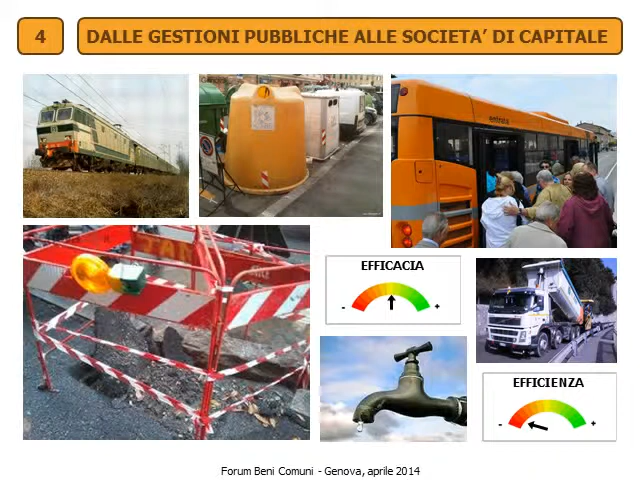 4
DALLE GESTIONI PUBBLICHE ALLE SOCIETA’ DI CAPITALE
EFFICACIA
- +
EFFICIENZA
- +
Forum Beni Comuni - Genova, aprile 2014